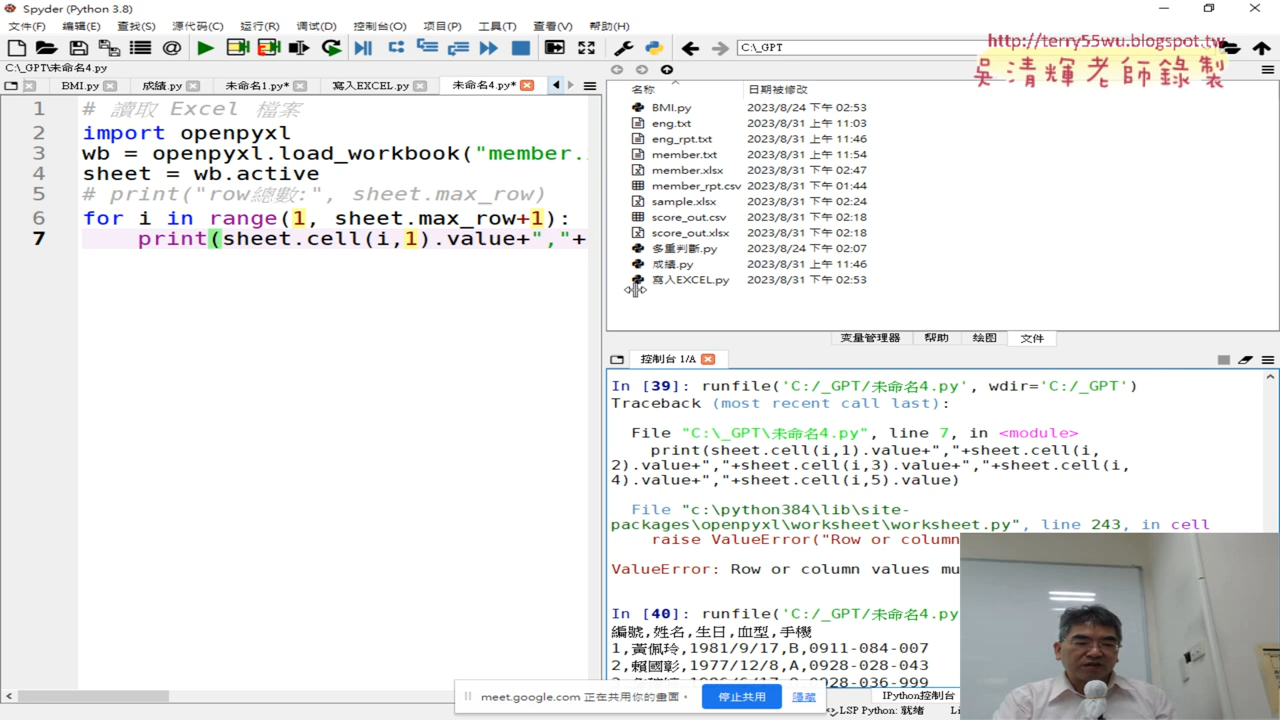 Spyder (Python 3.8)
文件(F) 编辑(E) 查找(S) 源代码(C) 运行(R) 调试(D) 控制台(O) 项目(P) 工具(T) 查看(V) 帮助(H)
C:\_GPT
http://terry55wu.blogspot.tw
吳清輝老師錄製
C:\_GPT\未命名4.py
BMI.py 成績.py 未命名1.py* 寫入EXCEL.py 未命名4.py*
1 # 讀取 Excel 檔案
2 import openpyxl
3 wb = openpyxl.load_workbook("member.
4 sheet = wb.active
5 # print("row總數:", sheet.max_row)
6 for i in range(1, sheet.max_row+1):
7 print(sheet.cell(i,1).value+","+
名称 日期被修改
BMI.py 2023/8/24 下午 02:53
eng.txt 2023/8/31 上午 11:03
eng_rpt.txt 2023/8/31 上午 11:46
member.txt 2023/8/31 上午 11:54
member.xlsx 2023/8/31 下午 02:47
member_rpt.csv 2023/8/31 下午 01:44
sample.xlsx 2023/8/31 下午 02:24
score_out.csv 2023/8/31 下午 02:18
score_out.xlsx 2023/8/31 下午 02:18
多重判斷.py 2023/8/24 下午 02:07
成績.py 2023/8/31 上午 11:46
寫入EXCEL.py 2023/8/31 下午 02:53
变量管理器 帮助 绘图 文件
控制台 1/A
In [39]: runfile('C:/_GPT/未命名4.py', wdir='C:/_GPT')
Traceback (most recent call last):
File "C:\_GPT\未命名4.py", line 7, in <module>
print(sheet.cell(i,1).value+","+sheet.cell(i,
2).value+","+sheet.cell(i,3).value+","+sheet.cell(i,
4).value+","+sheet.cell(i,5).value)
File "c:\python384\lib\site-
packages\openpyxl\worksheet\worksheet.py", line 243, in cell
raise ValueError("Row or column
ValueError: Row or column values mu
In [40]: runfile('C:/_GPT/未命名4.py
編號,姓名,生日,血型,手機
1,黃佩玲,1981/9/17,B,0911-084-007
2,賴國彰,1977/12/8,A,0928-028-043
meet.google.com 正在共用你的畫面。 停止共用 隱藏
IPython控制台
LSP Python: 就绪